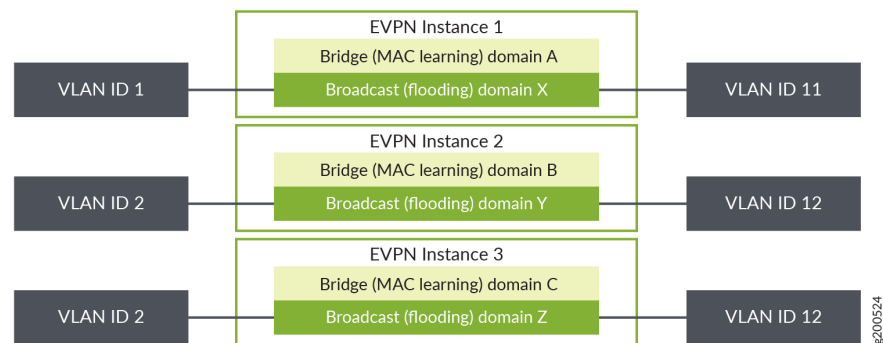 EVPN Instance 1
Bridge (MAC learning) domain A
VLAN ID 1
Broadcast (flooding) domain X
VLAN ID 11
EVPN Instance 2
Bridge (MAC learning) domain B
VLAN ID 2
Broadcast (flooding) domain Y
VLAN ID 12
EVPN Instance 3
Bridge (MAC learning) domain C
VLAN ID 2
Broadcast (flooding) domain Z
VLAN ID 12
g200524